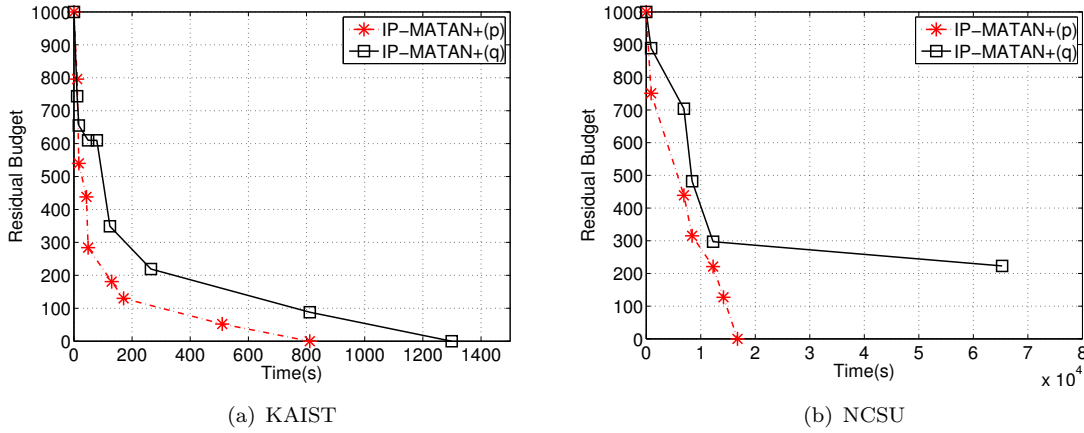 1000
900
800
700
600
500
400
300
200
100
0
Residual Budget
0 200 400 600 800 1000 1200 1400
Time(s)
IP−MATAN+(p)
IP−MATAN+(q)
(a) KAIST
1000
900
800
700
600
500
400
300
200
100
0
Residual Budget
0 1 2 3 4 5 6 7 8
x 10⁴
Time(s)
IP−MATAN+(p)
IP−MATAN+(q)
(b) NCSU